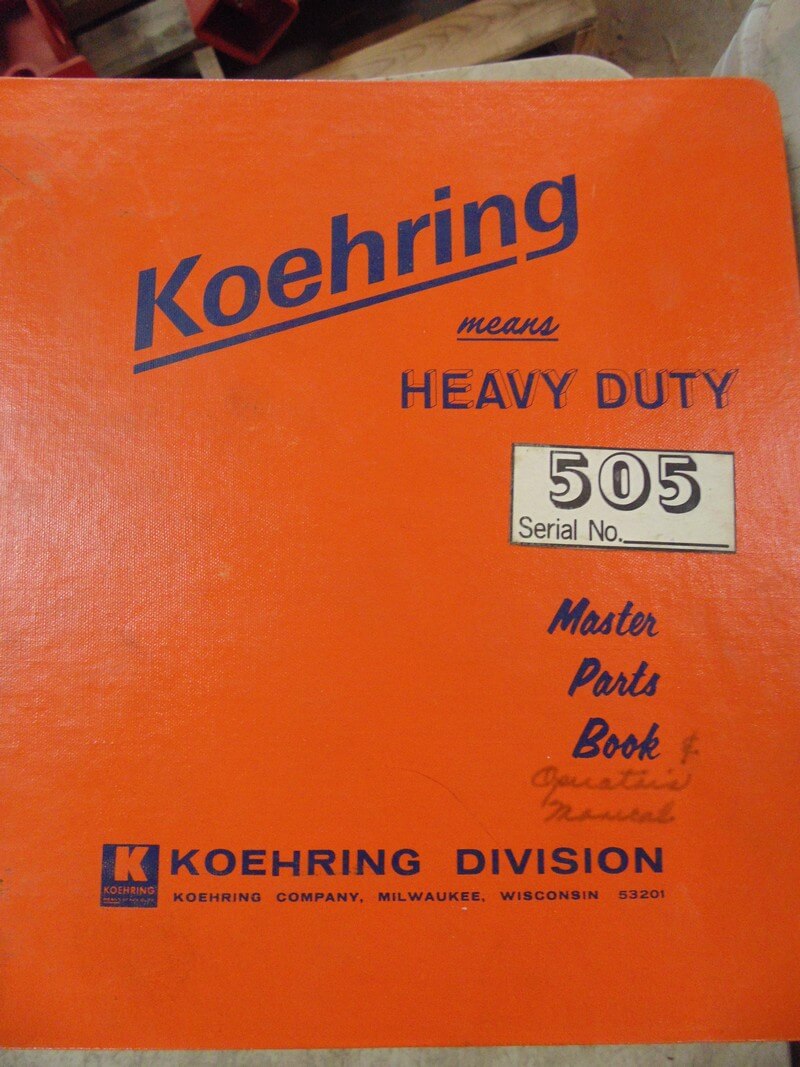 Koehring
means
HEAVY DUTY
505
Serial No.
Master
Parts
Book &
Operator's
Manual
K
KOEHRING
KOEHRING DIVISION
KOEHRING COMPANY, MILWAUKEE, WISCONSIN 53201